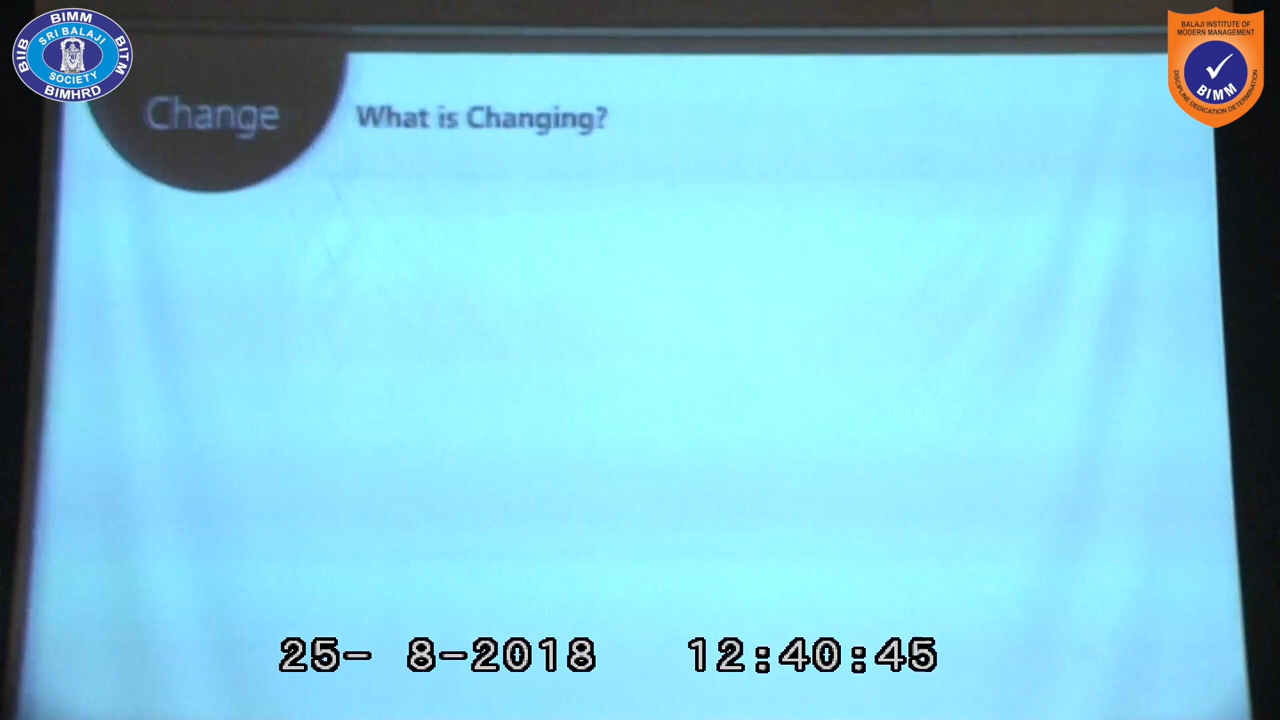 BIMM
SRI BALAJI
BIIB
BITM
SOCIETY
BIMHRD
BALAJI INSTITUTE OF
MODERN MANAGEMENT
BIMM
DISCIPLINE DEDICATION DETERMINATION
Change
What is Changing?
25- 8-2018 12:40:45